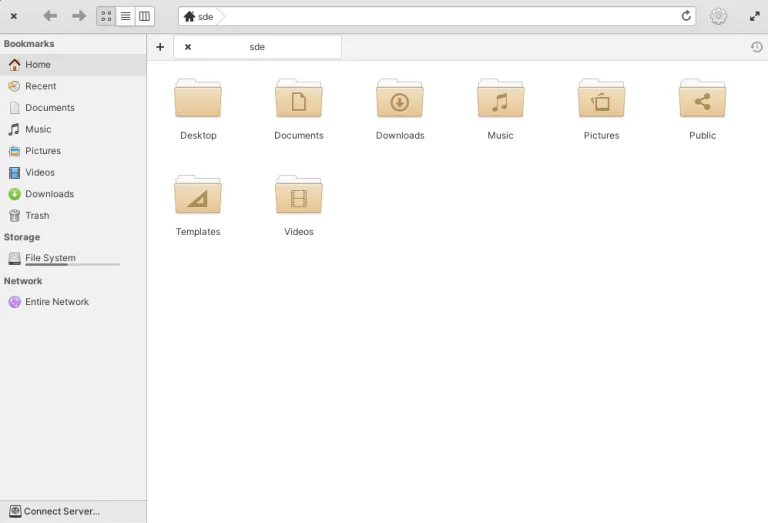 sde
Bookmarks
sde
Home
Recent
Documents
Music
Pictures
Videos
Downloads
Trash
Storage
File System
Network
Entire Network
Connect Server...
Desktop
Documents
Downloads
Music
Pictures
Public
Templates
Videos